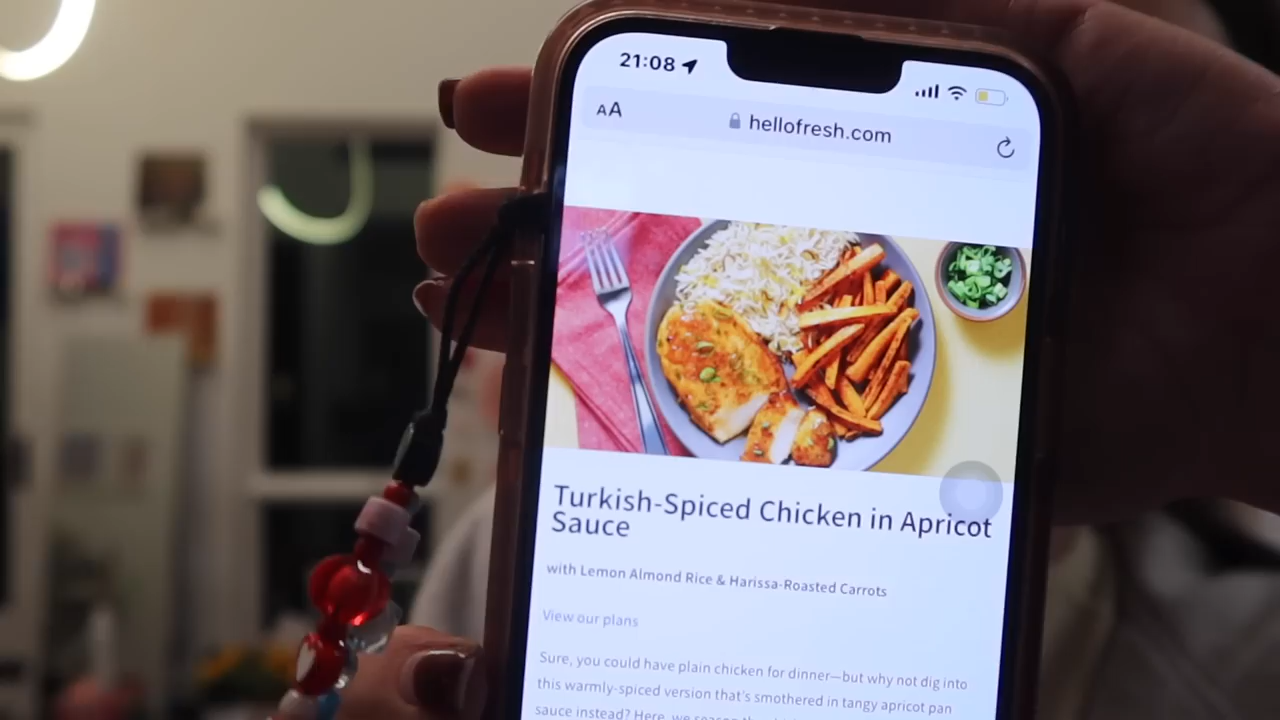 21:08
AA hellofresh.com
Turkish-Spiced Chicken in Apricot
Sauce
with Lemon Almond Rice & Harissa-Roasted Carrots
View our plans
Sure, you could have plain chicken for dinner—but why not dig into
this warmly-spiced version that's smothered in tangy apricot pan
sauce instead? Here, we season